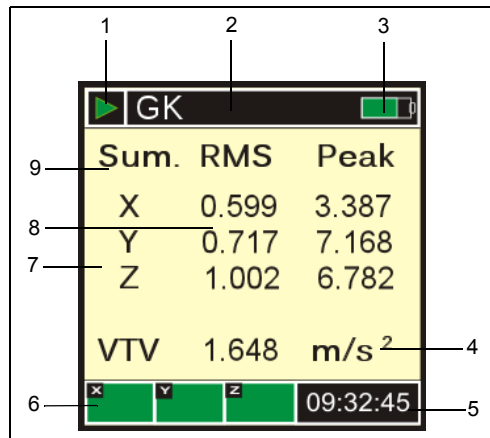 1 2 3
GK
9 Sum. RMS Peak
X 0.599 3.387
8
Y 0.717 7.168
7
Z 1.002 6.782
VTV 1.648 m/s² 4
6 X Y Z 09:32:45 5